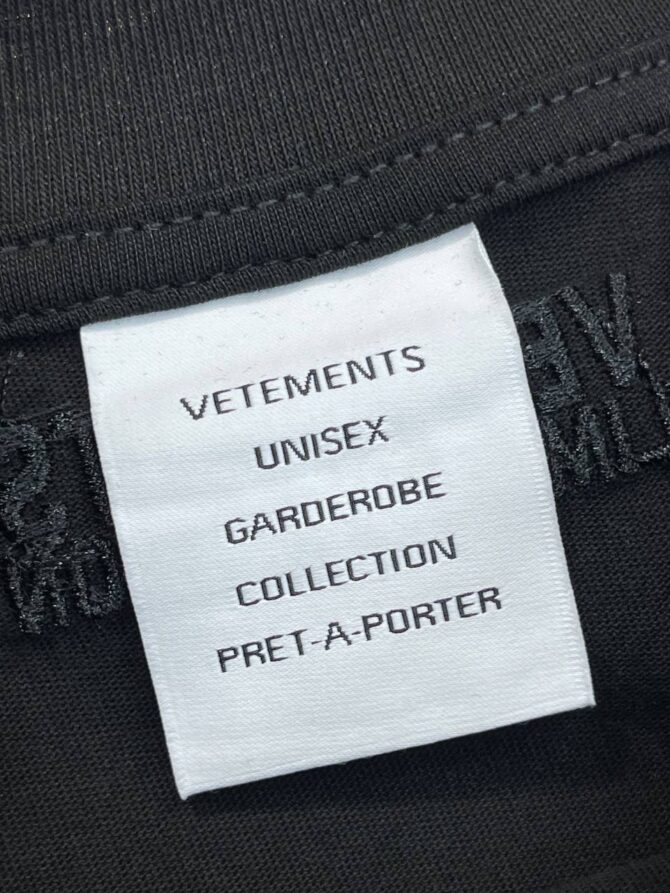 VETEMENTS
UNISEX
GARDEROBE
COLLECTION
PRET-A-PORTER